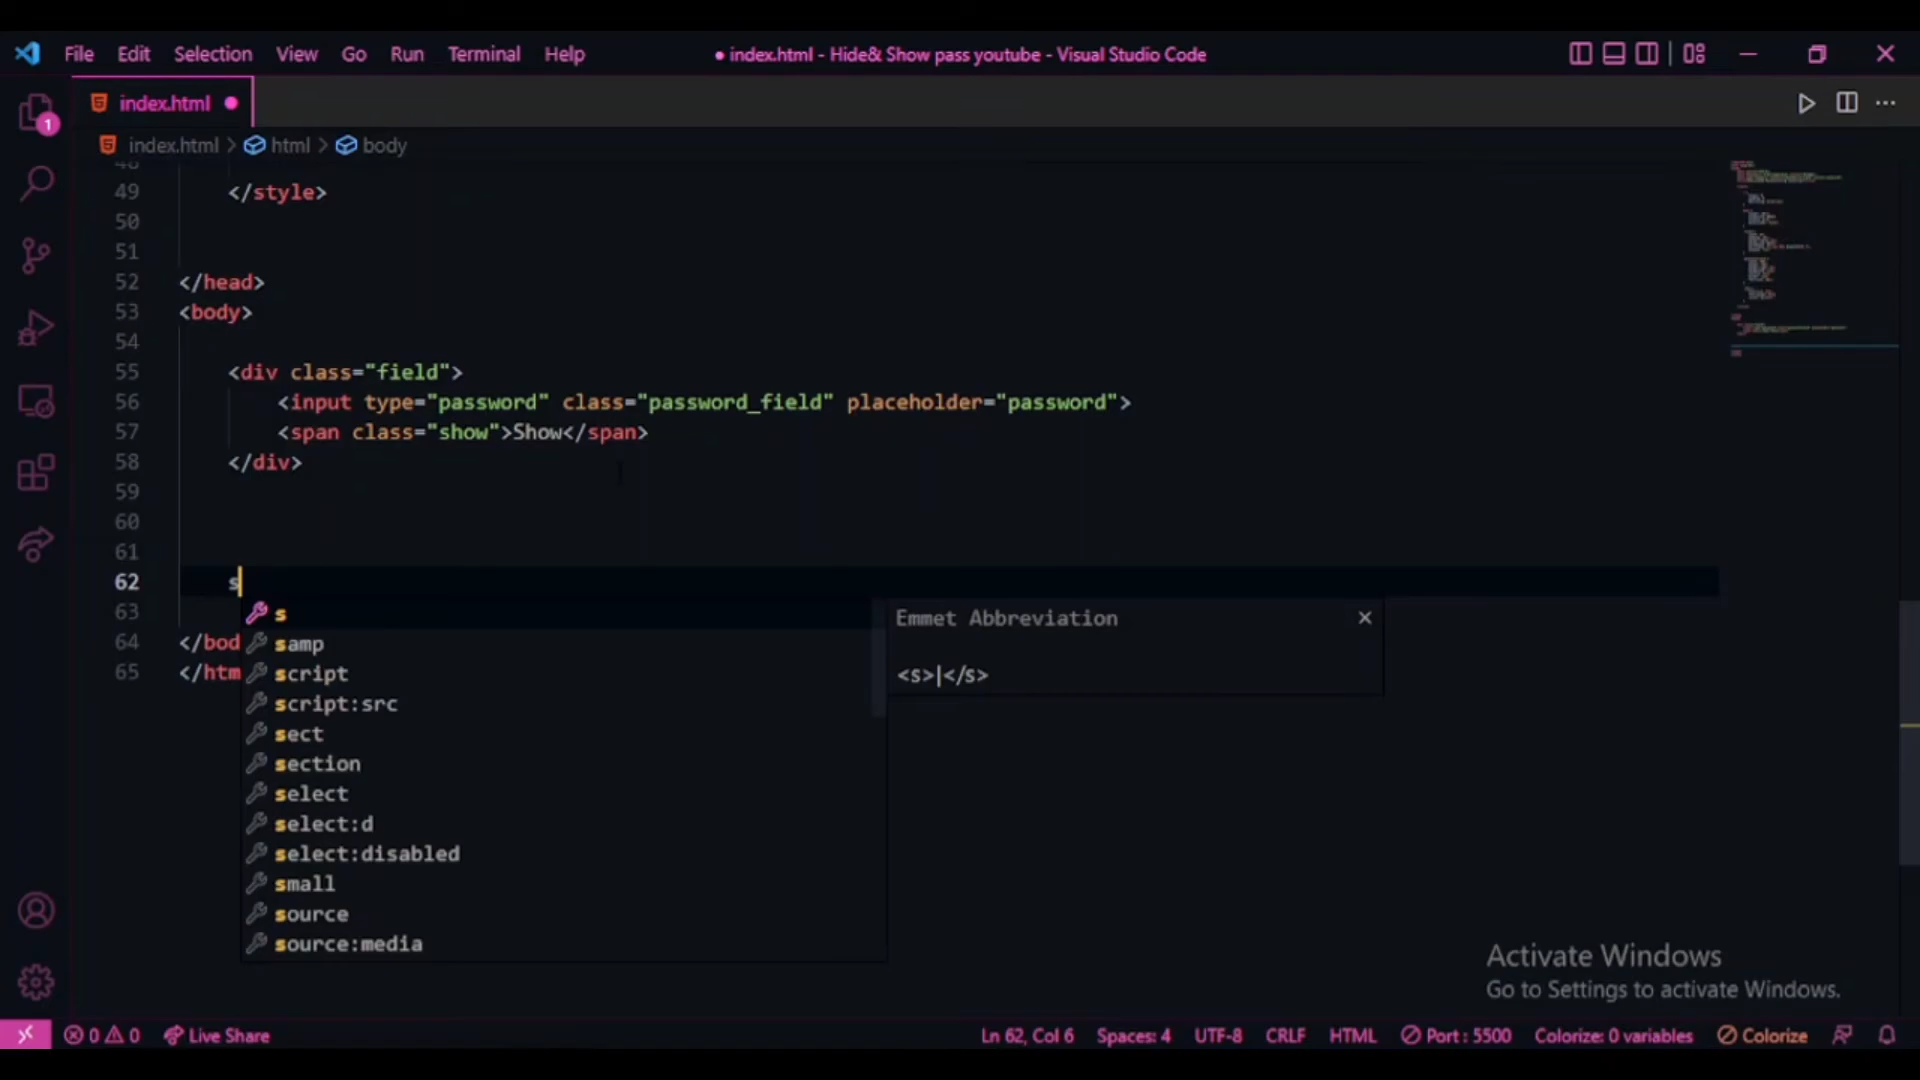 File Edit Selection View Go Run Terminal Help
● index.html - Hide& Show pass youtube - Visual Studio Code
index.html ●
index.html > html > body
1
49 </style>
50
51
52 </head>
53 <body>
54
55 <div class="field">
56 <input type="password" class="password_field" placeholder="password">
57 <span class="show">Show</span>
58 </div>
59
60
61
62 s
63
64 </bod
65 </htm
s
samp
script
script:src
sect
section
select
select:d
select:disabled
small
source
source:media
Emmet Abbreviation
<s>|</s>
Activate Windows
Go to Settings to activate Windows.
0 0 Live Share
Ln 62, Col 6 Spaces: 4 UTF-8 CRLF HTML Port : 5500 Colorize: 0 variables Colorize